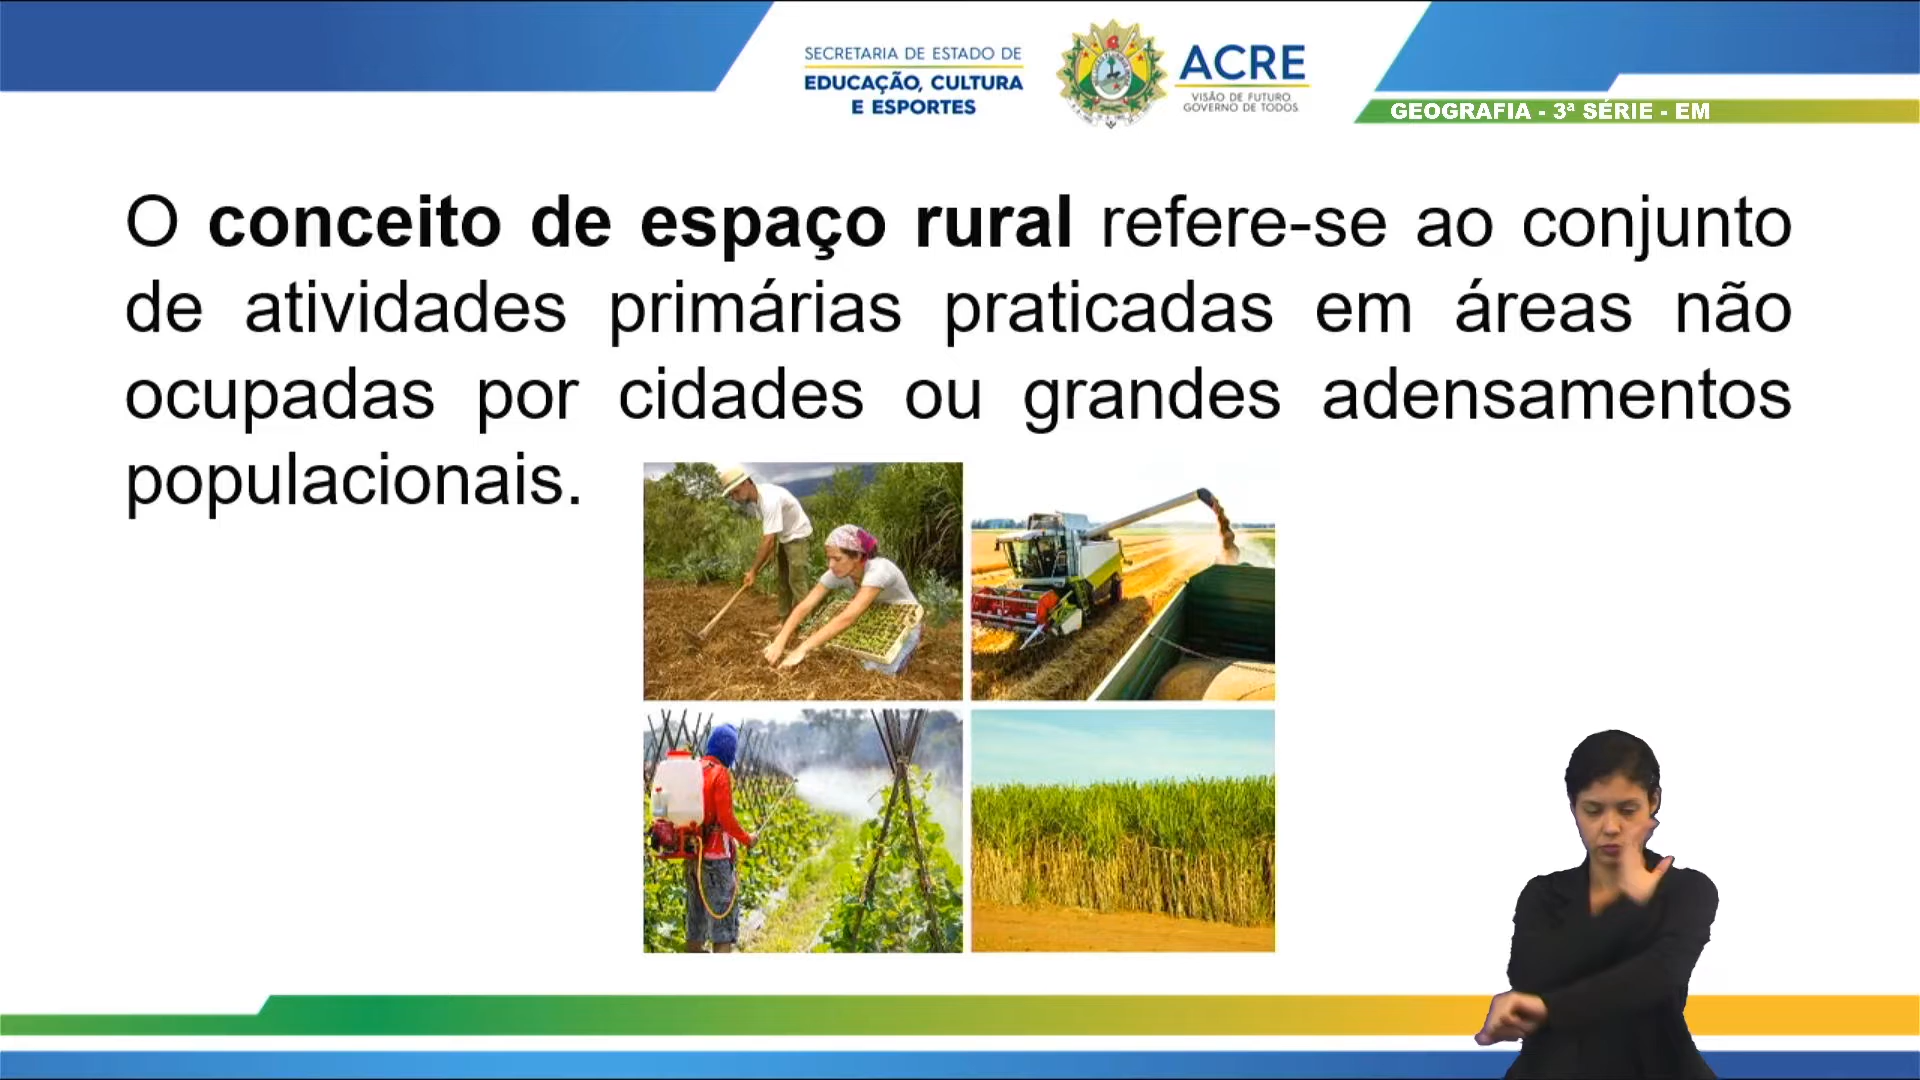 SECRETARIA DE ESTADO DE
EDUCAÇÃO, CULTURA
E ESPORTES
ACRE
VISÃO DE FUTURO.
GOVERNO DE TODOS.
GEOGRAFIA - 3ª SÉRIE - EM
O conceito de espaço rural refere-se ao conjunto
de atividades primárias praticadas em áreas não
ocupadas por cidades ou grandes adensamentos
populacionais.